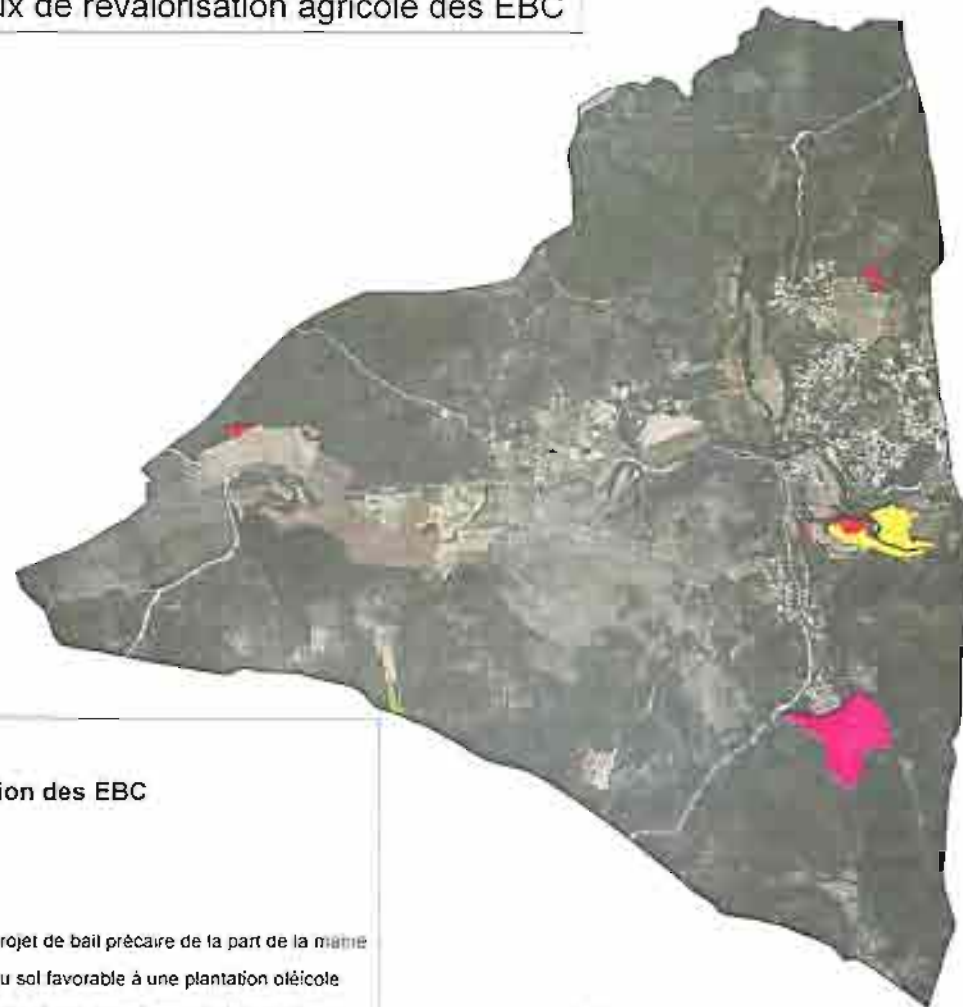 ux de revalorisation agricole des EBC
ion des EBC
rojet de bail précaire de la part de la mairie
u sol favorable à une plantation oléicole